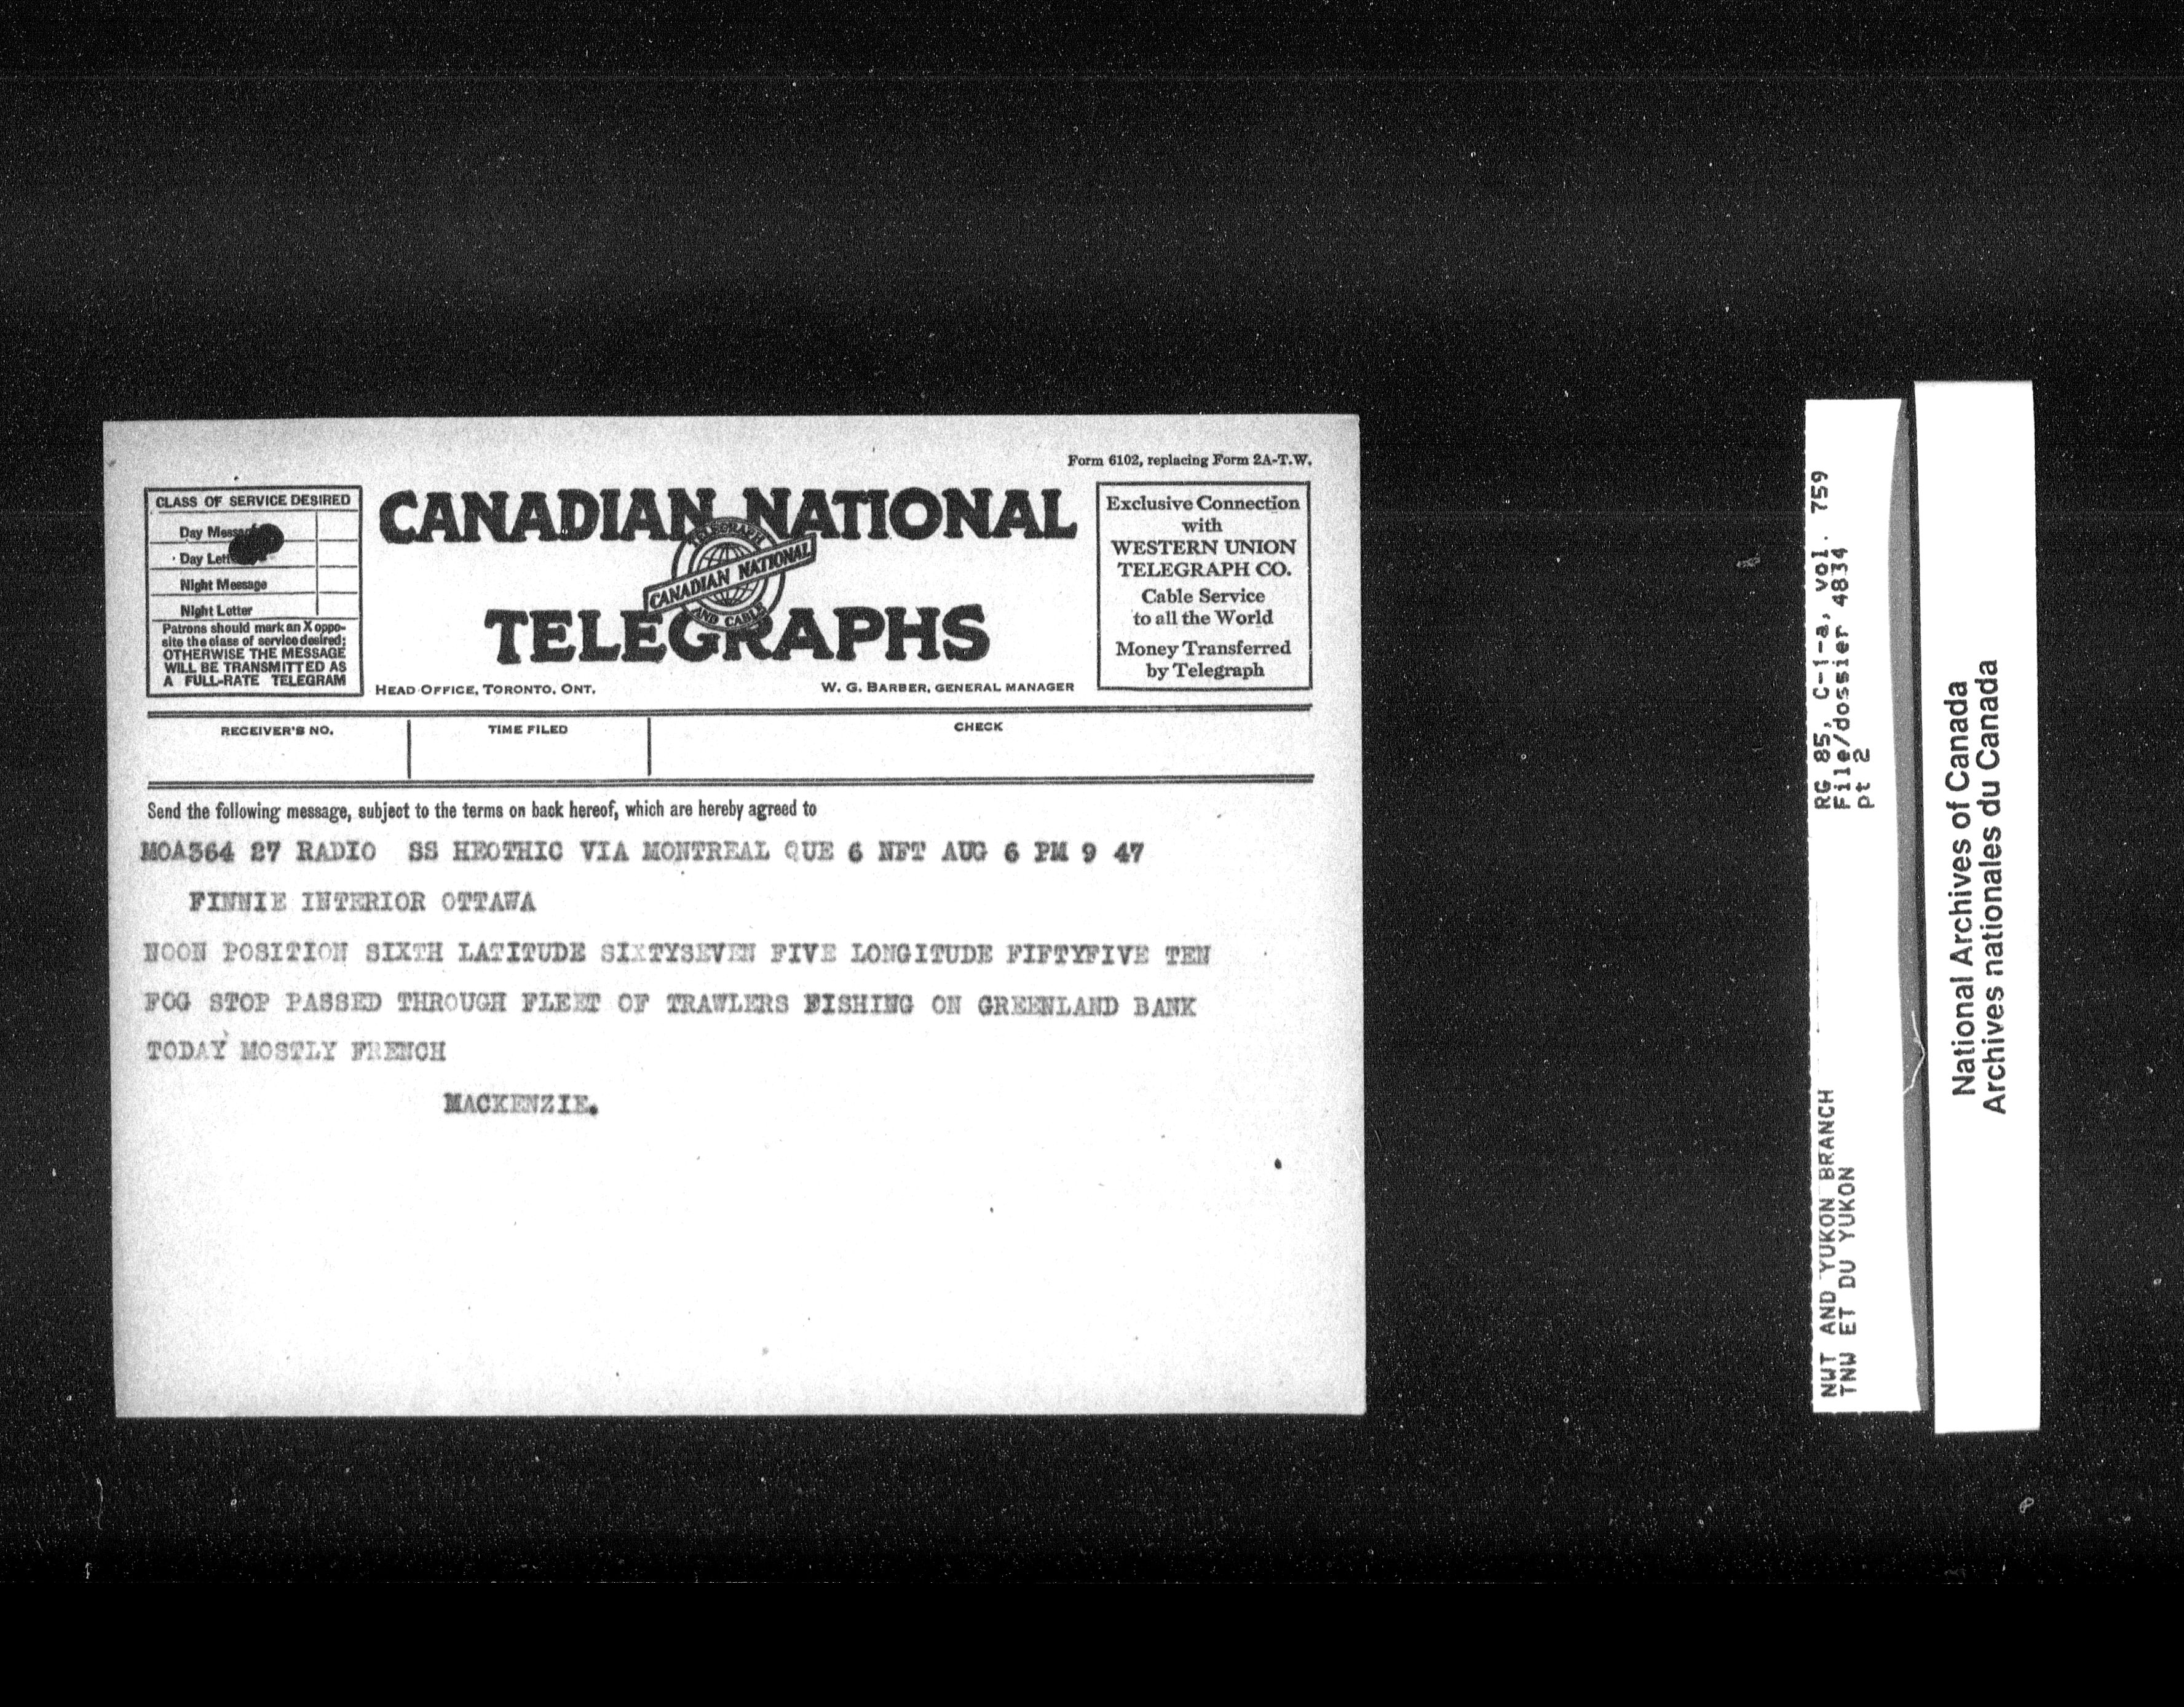 Form 6102, replacing Form 2A-T.W.
CLASS OF SERVICE DESIRED
Day Messa
Day Lett
Night Message
Night Letter
Patrons should mark an X oppo-
site the class of service desired;
OTHERWISE THE MESSAGE
WILL BE TRANSMITTED AS
A FULL-RATE TELEGRAM
CANADIAN NATIONAL
TELEGRAPH
CANADIAN NATIONAL
AND CABLE
TELEGRAPHS
HEAD OFFICE, TORONTO, ONT.
W. G. BARBER, GENERAL MANAGER
Exclusive Connection
with
WESTERN UNION
TELEGRAPH CO.
Cable Service
to all the World
Money Transferred
by Telegraph
RECEIVER'S NO.
TIME FILED
CHECK
Send the following message, subject to the terms on back hereof, which are hereby agreed to
MOA364 27 RADIO SS HEOTHIC VIA MONTREAL QUE 6 NFT AUG 6 PM 9 47
FINNIE INTERIOR OTTAWA
NOON POSITION SIXTH LATITUDE SIXTYSEVEN FIVE LONGITUDE FIFTYFIVE TEN
FOG STOP PASSED THROUGH FLEET OF TRAWLERS FISHING ON GREENLAND BANK
TODAY MOSTLY FRENCH
MACKENZIE.
RG 85, C-1-a, vol. 759
File/dossier 4834
pt 2
NWT AND YUKON BRANCH
TNW ET DU YUKON
National Archives of Canada
Archives nationales du Canada